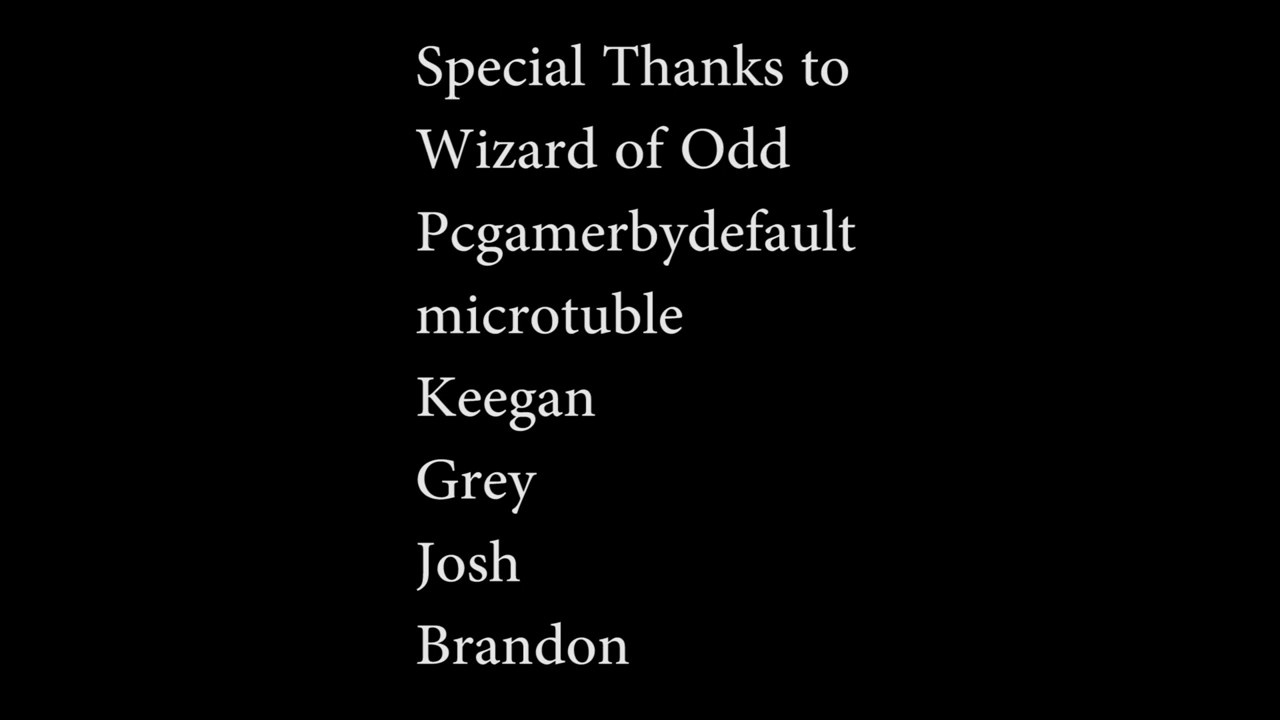 Special Thanks to
Wizard of Odd
Pcgamerbydefault
microtuble
Keegan
Grey
Josh
Brandon